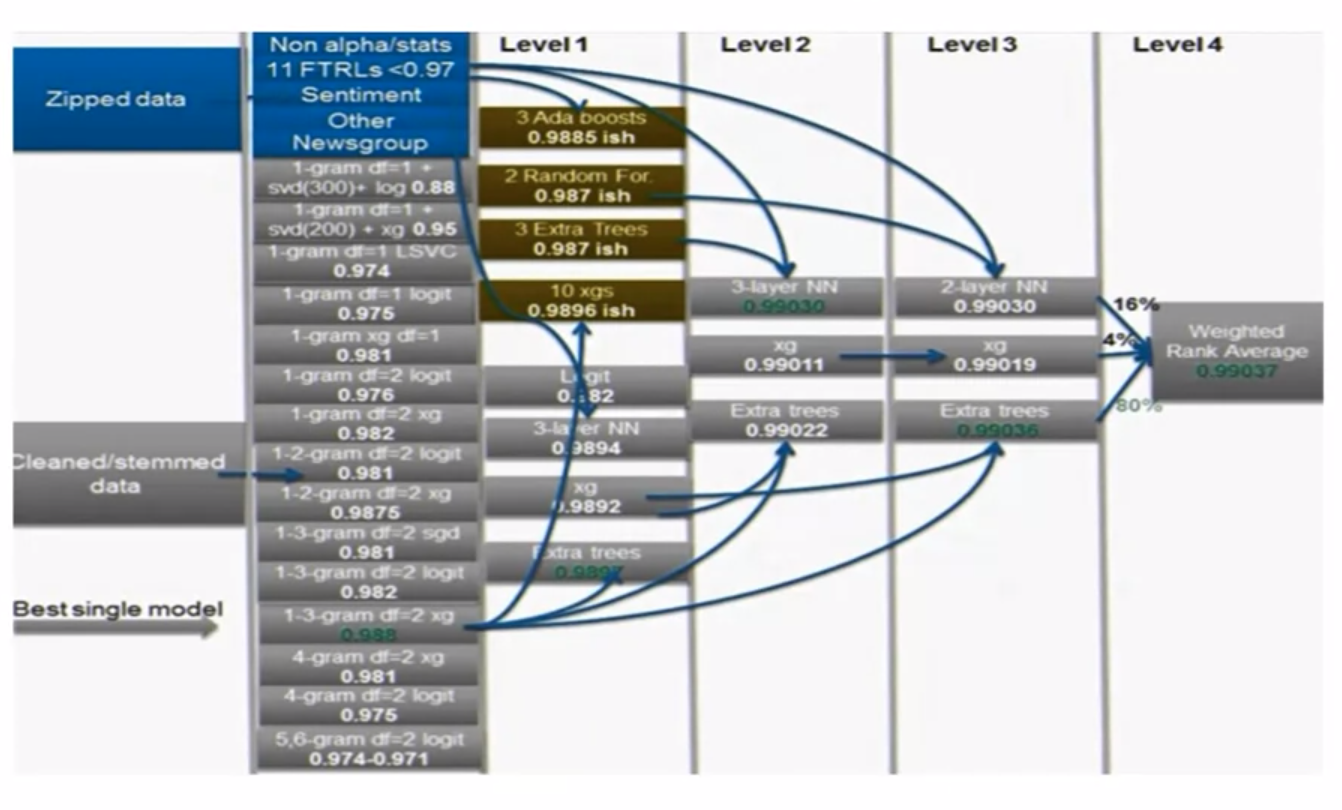 Zipped data
Cleaned/stemmed
data
Best single model
Non alpha/stats
11 FTRLs <0.97
Sentiment
Other
Newsgroup
1-gram df=1 +
svd(300)+ log 0.88
1-gram df=1 +
svd(200) + xg 0.95
1-gram df=1 LSVC
0.974
1-gram df=1 logit
0.975
1-gram xg df=1
0.981
1-gram df=2 logit
0.976
1-gram df=2 xg
0.982
1-2-gram df=2 logit
0.981
1-2-gram df=2 xg
0.9875
1-3-gram df=2 sgd
0.981
1-3-gram df=2 logit
0.982
1-3-gram df=2 xg
0.988
4-gram df=2 xg
0.981
4-gram df=2 logit
0.975
5,6-gram df=2 logit
0.974-0.971
Level 1
3 Ada boosts
0.9885 ish
2 Random For.
0.987 ish
3 Extra Trees
0.987 ish
10 xgs
0.9896 ish
Logit
3-layer NN
0.9894
xg
0.9892
Extra trees
Level 2
3-layer NN
0.99030
xg
0.99011
Extra trees
0.99022
Level 3
2-layer NN
0.99030
xg
0.99019
Extra trees
0.99036
Level 4
16%
4%
80%
Weighted
Rank Average
0.99037